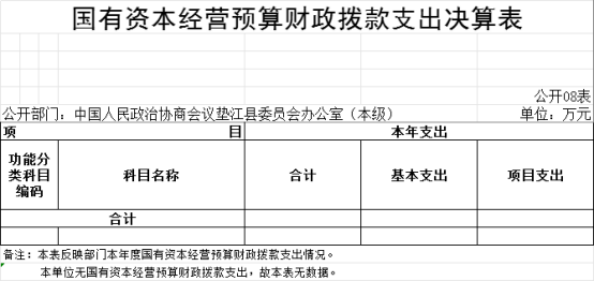 国有资本经营预算财政拨款支出决算表
公开08表
公开部门：中国人民政治协商会议垫江县委员会办公室（本级） 单位：万元
项 目 本年支出
功能分类科目编码 科目名称 合计 基本支出 项目支出
合计
备注：本表反映部门本年度国有资本经营预算财政拨款支出情况。
本单位无国有资本经营预算财政拨款支出，故本表无数据。